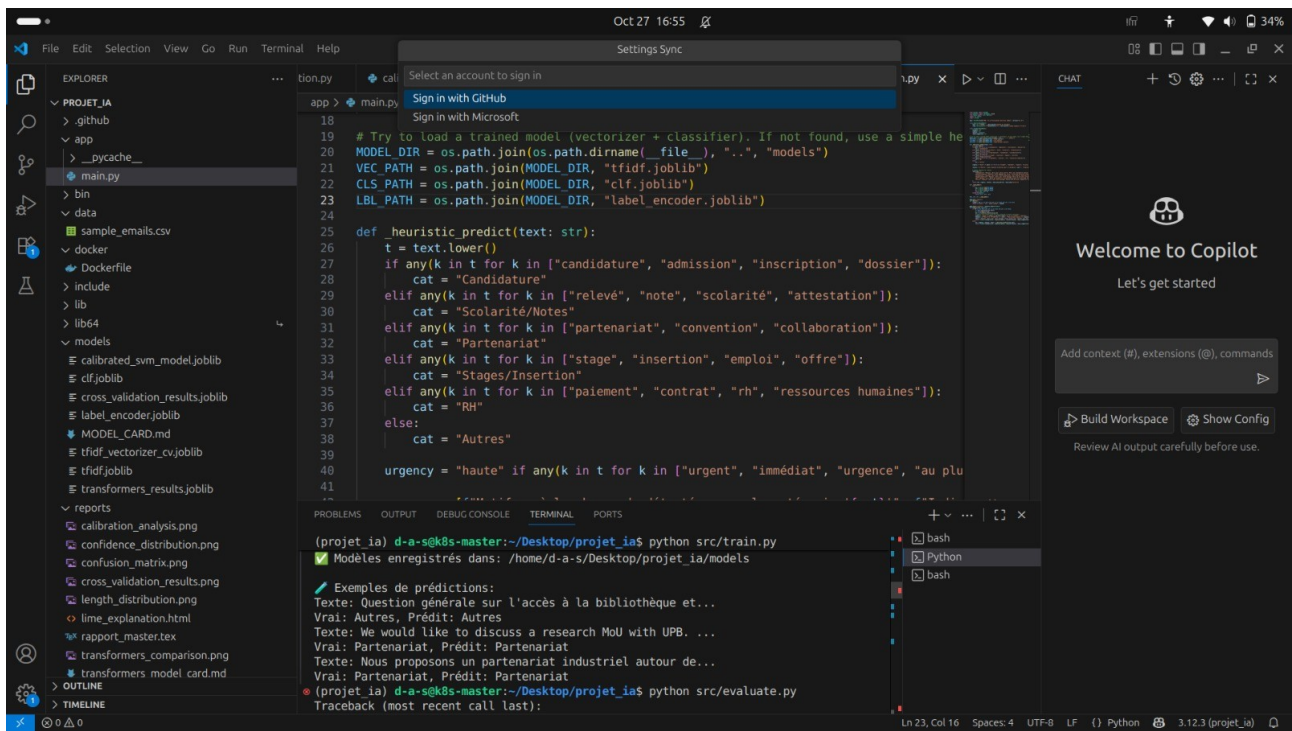 Oct 27 16:55
34%
File Edit Selection View Go Run Terminal Help
Settings Sync
Select an account to sign in
Sign in with GitHub
Sign in with Microsoft
EXPLORER
PROJET_IA
.github
app
__pycache__
main.py
bin
data
sample_emails.csv
docker
Dockerfile
include
lib
lib64
models
calibrated_svm_model.joblib
clf.joblib
cross_validation_results.joblib
label_encoder.joblib
MODEL_CARD.md
tfidf_vectorizer_cv.joblib
tfidf.joblib
transformers_results.joblib
reports
calibration_analysis.png
confidence_distribution.png
confusion_matrix.png
cross_validation_results.png
length_distribution.png
lime_explanation.html
rapport_master.tex
transformers_comparison.png
transformers_model_card.md
OUTLINE
TIMELINE
tion.py cali n.py
app > main.py
18
19 # Try to load a trained model (vectorizer + classifier). If not found, use a simple he
20 MODEL_DIR = os.path.join(os.path.dirname(__file__), "..", "models")
21 VEC_PATH = os.path.join(MODEL_DIR, "tfidf.joblib")
22 CLS_PATH = os.path.join(MODEL_DIR, "clf.joblib")
23 LBL_PATH = os.path.join(MODEL_DIR, "label_encoder.joblib")
24
25 def _heuristic_predict(text: str):
26 t = text.lower()
27 if any(k in t for k in ["candidature", "admission", "inscription", "dossier"]):
28 cat = "Candidature"
29 elif any(k in t for k in ["relevé", "note", "scolarité", "attestation"]):
30 cat = "Scolarité/Notes"
31 elif any(k in t for k in ["partenariat", "convention", "collaboration"]):
32 cat = "Partenariat"
33 elif any(k in t for k in ["stage", "insertion", "emploi", "offre"]):
34 cat = "Stages/Insertion"
35 elif any(k in t for k in ["paiement", "contrat", "rh", "ressources humaines"]):
36 cat = "RH"
37 else:
38 cat = "Autres"
39
40 urgency = "haute" if any(k in t for k in ["urgent", "immédiat", "urgence", "au plu
41
PROBLEMS OUTPUT DEBUG CONSOLE TERMINAL PORTS
(projet_ia) d-a-s@k8s-master:~/Desktop/projet_ia$ python src/train.py
✅ Modèles enregistrés dans: /home/d-a-s/Desktop/projet_ia/models
🧪 Exemples de prédictions:
Texte: Question générale sur l'accès à la bibliothèque et...
Vrai: Autres, Prédit: Autres
Texte: We would like to discuss a research MoU with UPB. ...
Vrai: Partenariat, Prédit: Partenariat
Texte: Nous proposons un partenariat industriel autour de...
Vrai: Partenariat, Prédit: Partenariat
(projet_ia) d-a-s@k8s-master:~/Desktop/projet_ia$ python src/evaluate.py
Traceback (most recent call last):
bash
Python
bash
CHAT
Welcome to Copilot
Let's get started
Add context (#), extensions (@), commands
Build Workspace Show Config
Review AI output carefully before use.
0 0 Ln 23, Col 16 Spaces: 4 UTF-8 LF {} Python 3.12.3 (projet_ia)